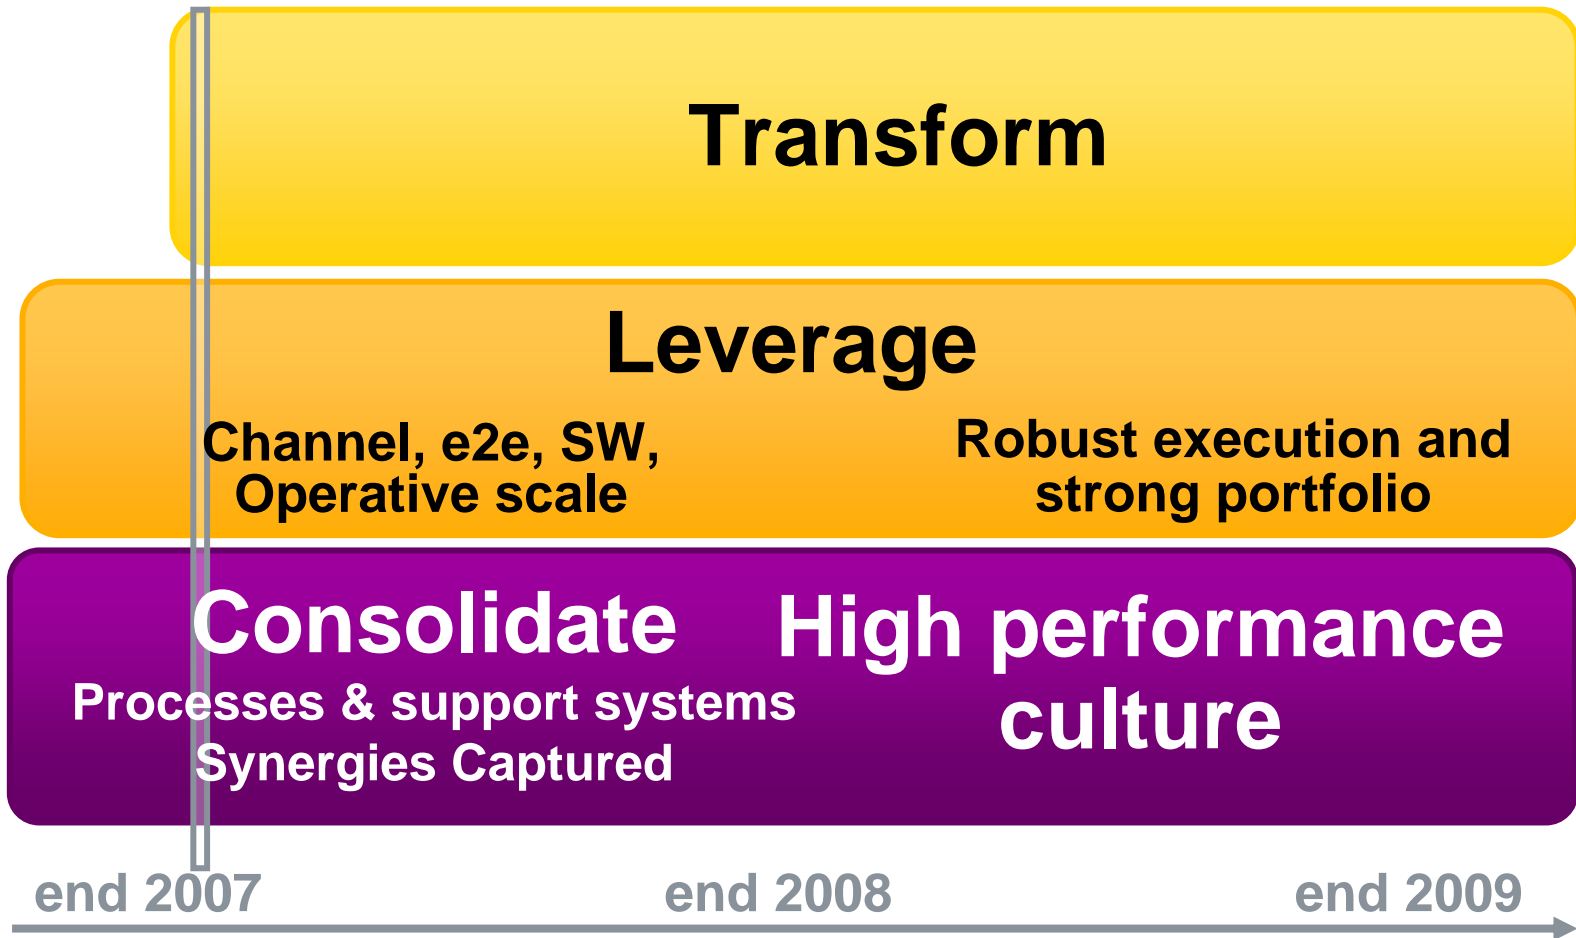 Transform
Leverage
Channel, e2e, SW,
Operative scale
Robust execution and
strong portfolio
Consolidate
Processes & support systems
Synergies Captured
High performance
culture
end 2007
end 2008
end 2009